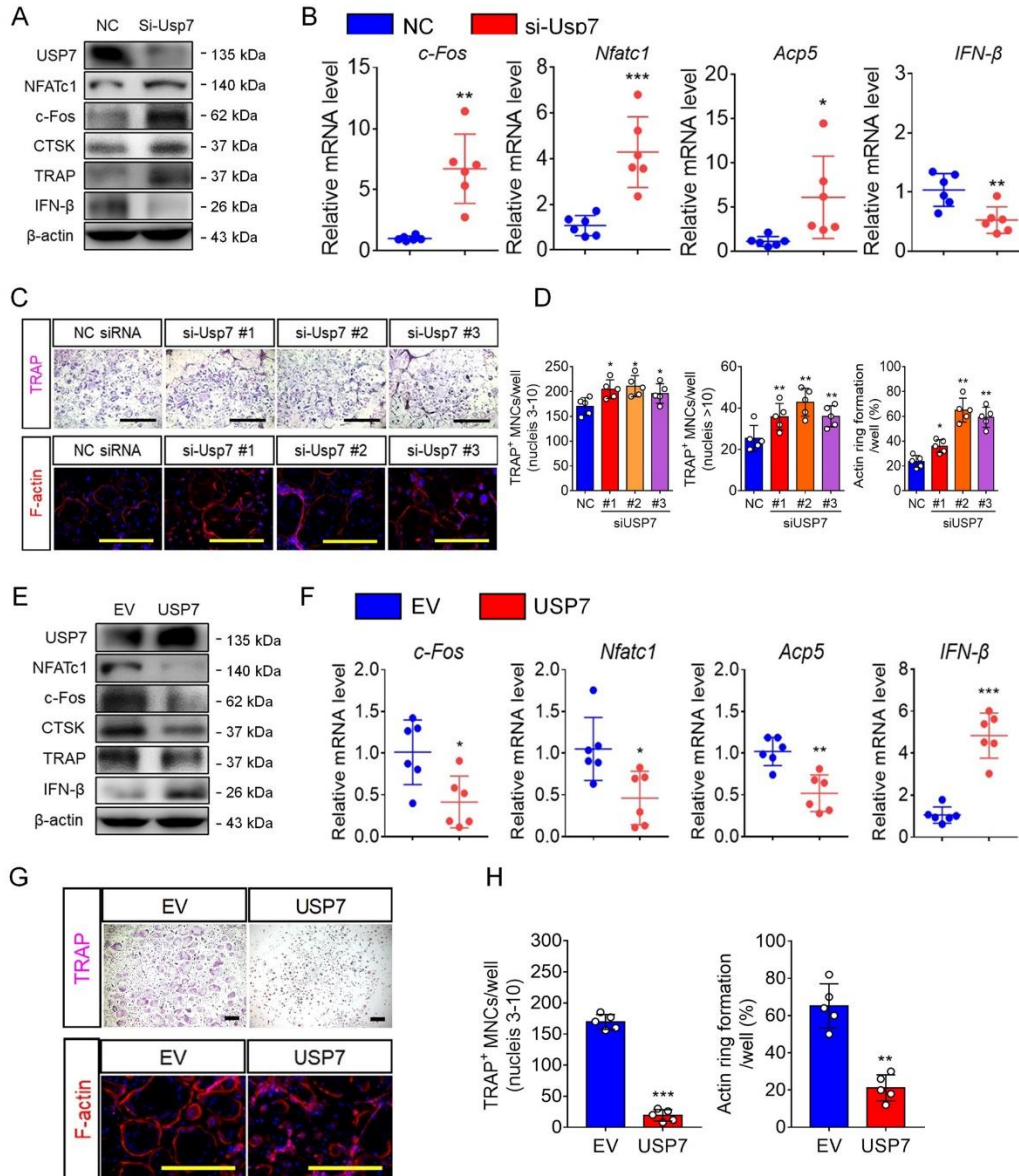 A
NC Si-Usp7
USP7 - 135 kDa
NFATc1 - 140 kDa
c-Fos - 62 kDa
CTSK - 37 kDa
TRAP - 37 kDa
IFN-β - 26 kDa
β-actin - 43 kDa
B
NC si-Usp7
c-Fos
Relative mRNA level
15
10
5
0
**
Nfatc1
Relative mRNA level
8
6
4
2
0
***
Acp5
Relative mRNA level
20
15
10
5
0
*
IFN-β
Relative mRNA level
3
2
1
0
**
C
TRAP
NC siRNA si-Usp7 #1 si-Usp7 #2 si-Usp7 #3
F-actin
NC siRNA si-Usp7 #1 si-Usp7 #2 si-Usp7 #3
D
TRAP+ MNCs/well
(nucleis 3-10)
250
200
150
100
50
0
* * *
NC #1 #2 #3
siUSP7
TRAP+ MNCs/well
(nucleis >10)
60
40
20
0
** ** **
NC #1 #2 #3
siUSP7
Actin ring formation
/well (%)
100
80
60
40
20
0
* ** **
NC #1 #2 #3
siUSP7
E
EV USP7
USP7 - 135 kDa
NFATc1 - 140 kDa
c-Fos - 62 kDa
CTSK - 37 kDa
TRAP - 37 kDa
IFN-β - 26 kDa
β-actin - 43 kDa
F
EV USP7
c-Fos
Relative mRNA level
2.0
1.5
1.0
0.5
0.0
*
Nfatc1
Relative mRNA level
2.0
1.5
1.0
0.5
0.0
*
Acp5
Relative mRNA level
2.0
1.5
1.0
0.5
0.0
**
IFN-β
Relative mRNA level
8
6
4
2
0
***
G
TRAP
EV USP7
F-actin
EV USP7
H
TRAP+ MNCs/well
(nucleis 3-10)
300
250
200
150
100
50
0
***
EV USP7
Actin ring formation
/well (%)
100
80
60
40
20
0
**
EV USP7